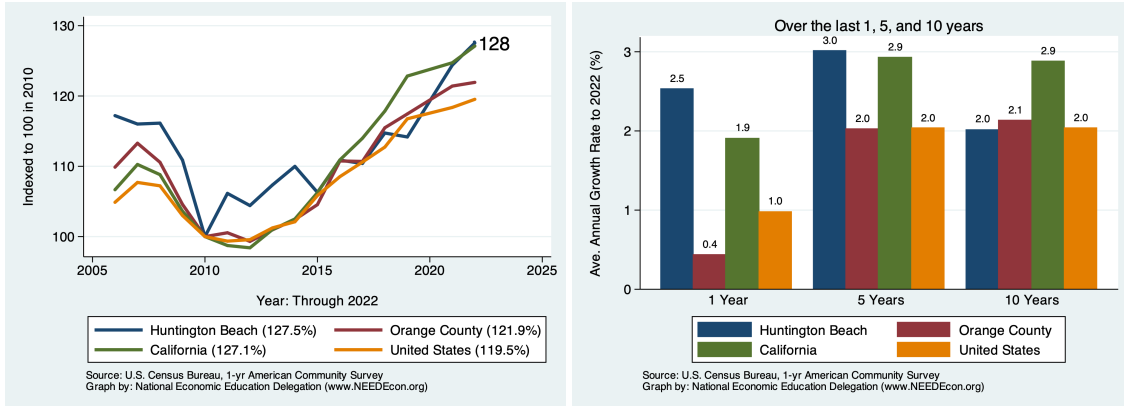 Indexed to 100 in 2010
130
120
110
100
128
2005 2010 2015 2020 2025
Year: Through 2022
Huntington Beach (127.5%) Orange County (121.9%)
California (127.1%) United States (119.5%)
Source: U.S. Census Bureau, 1-yr American Community Survey
Graph by: National Economic Education Delegation (www.NEEDEcon.org)
Over the last 1, 5, and 10 years
Ave. Annual Growth Rate to 2022 (%)
3
2
1
0
2.5 0.4 1.9 1.0
3.0 2.0 2.9 2.0
2.0 2.1 2.9 2.0
1 Year 5 Years 10 Years
Huntington Beach Orange County
California United States
Source: U.S. Census Bureau, 1-yr American Community Survey
Graph by: National Economic Education Delegation (www.NEEDEcon.org)